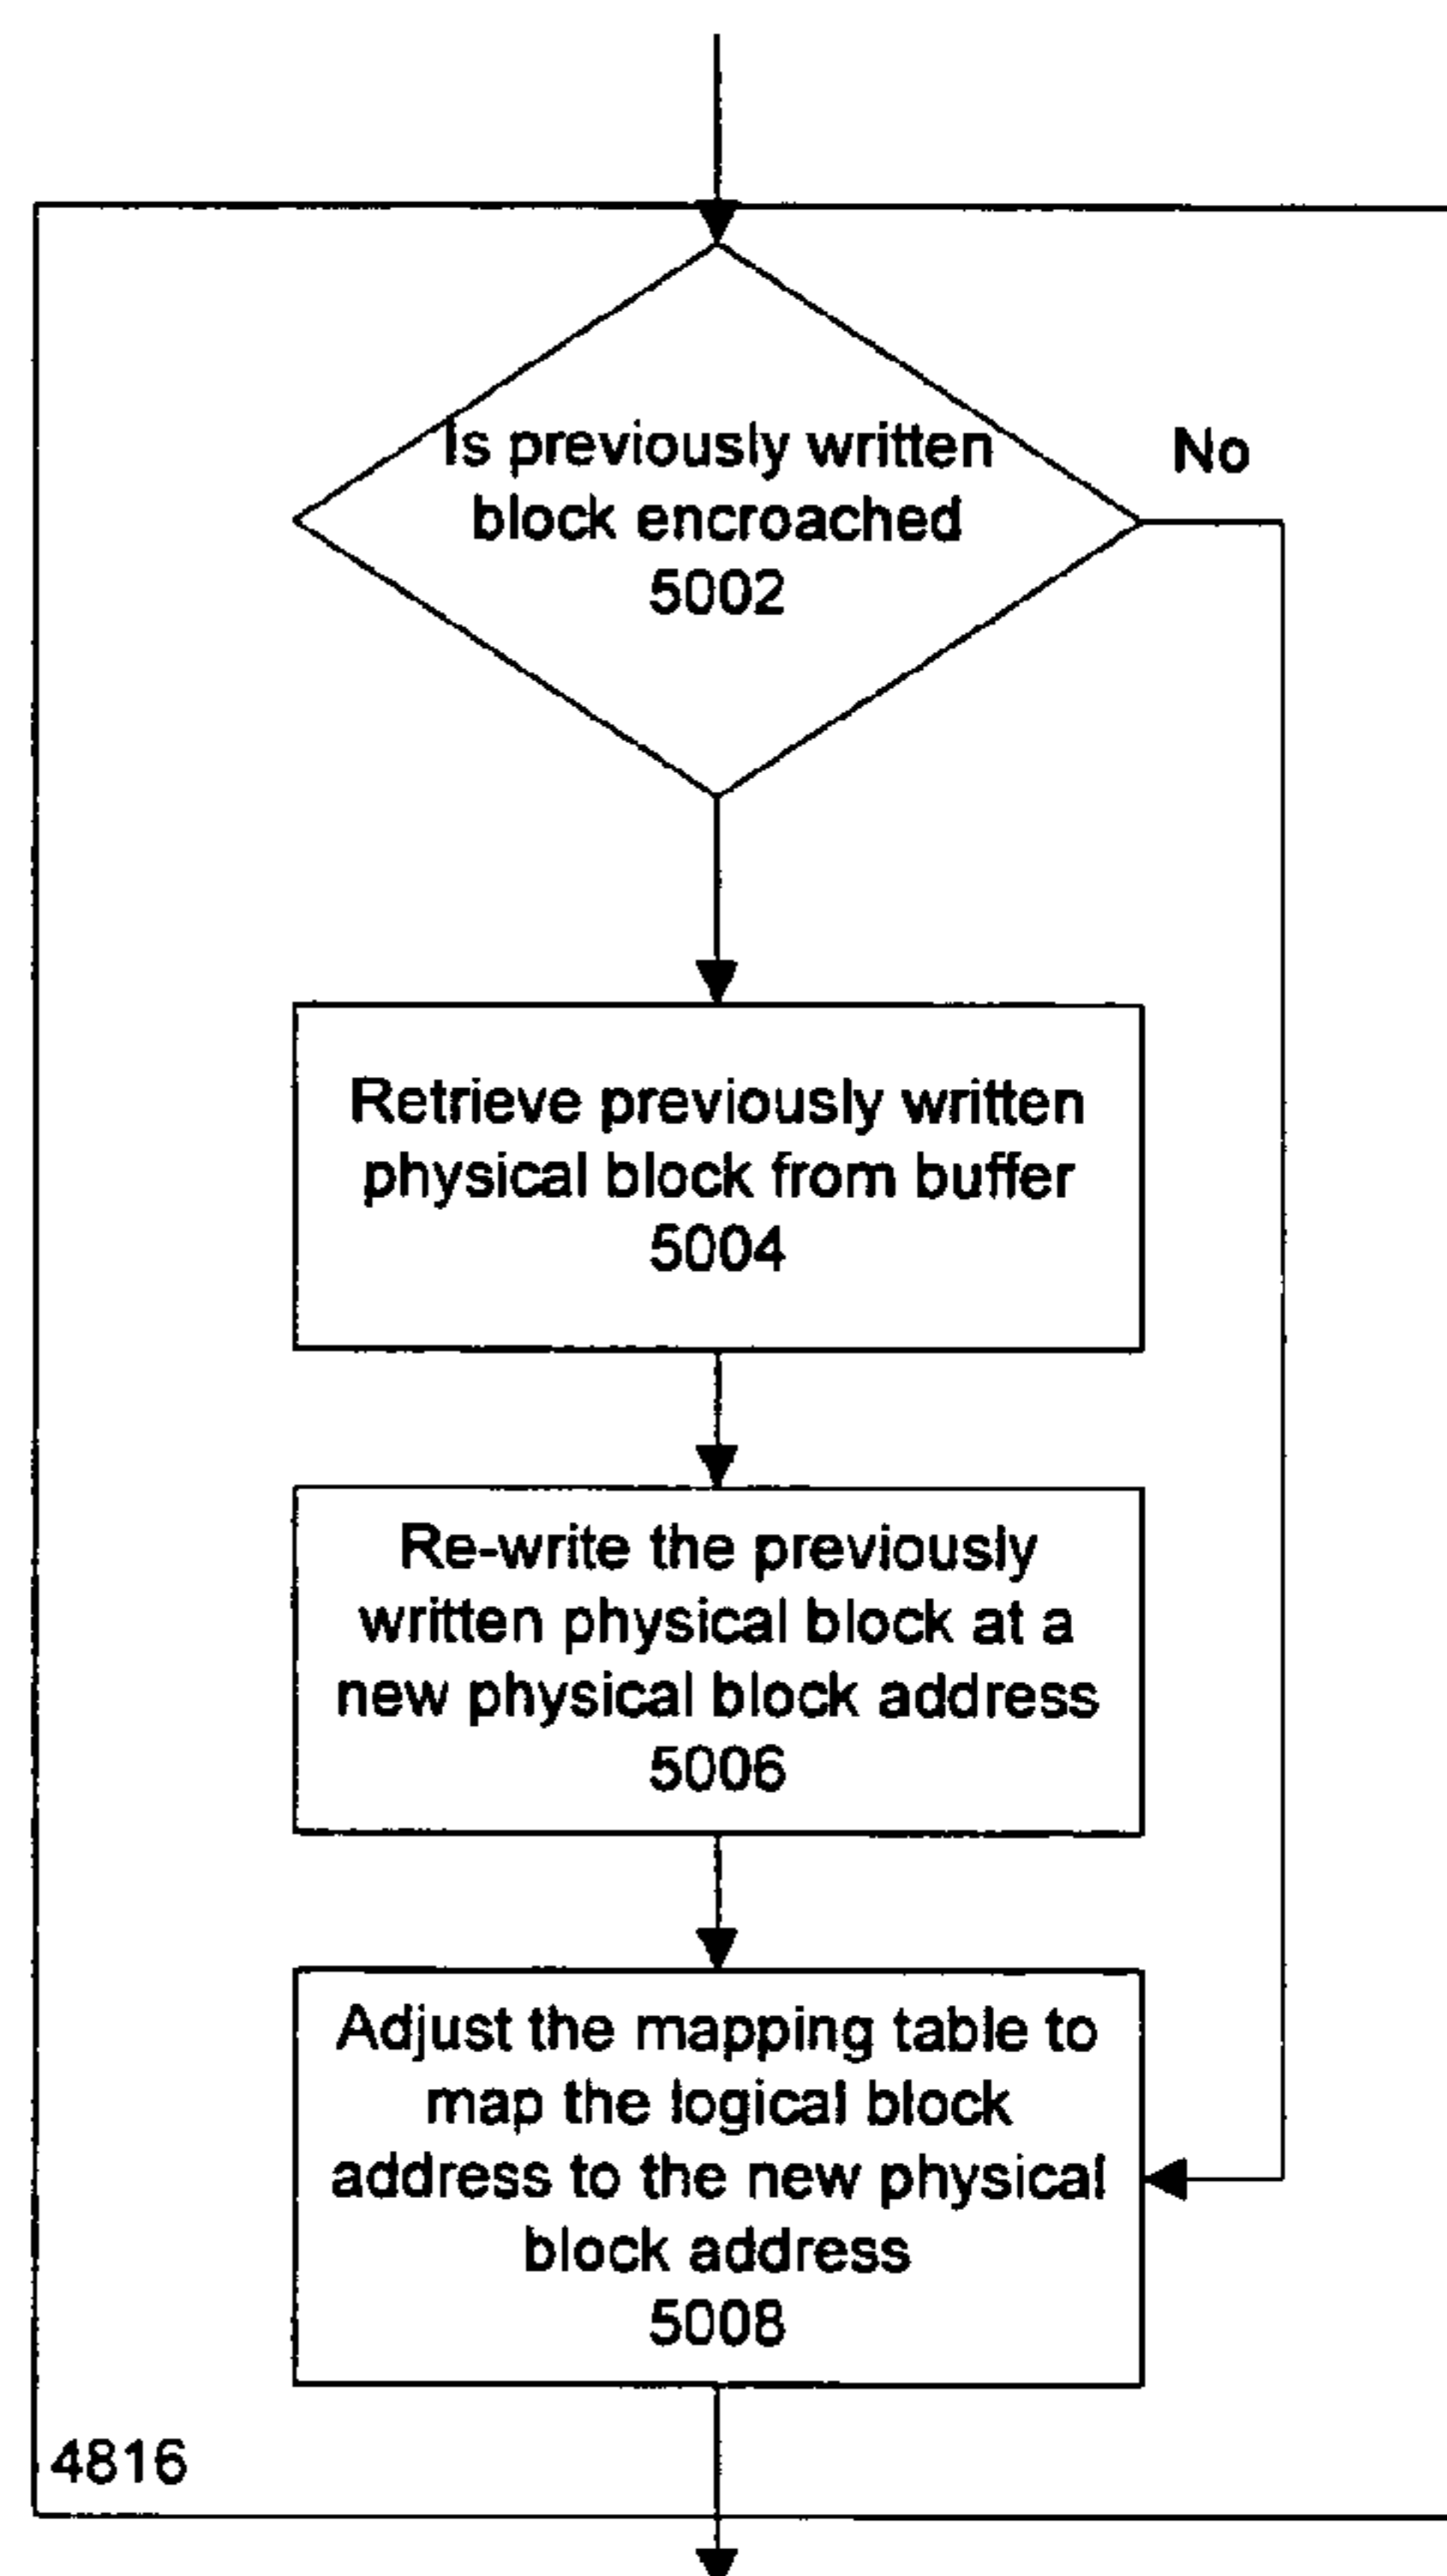 Is previously written
block encroached
5002
No
Retrieve previously written
physical block from buffer
5004
Re-write the previously
written physical block at a
new physical block address
5006
Adjust the mapping table to
map the logical block
address to the new physical
block address
5008
4816